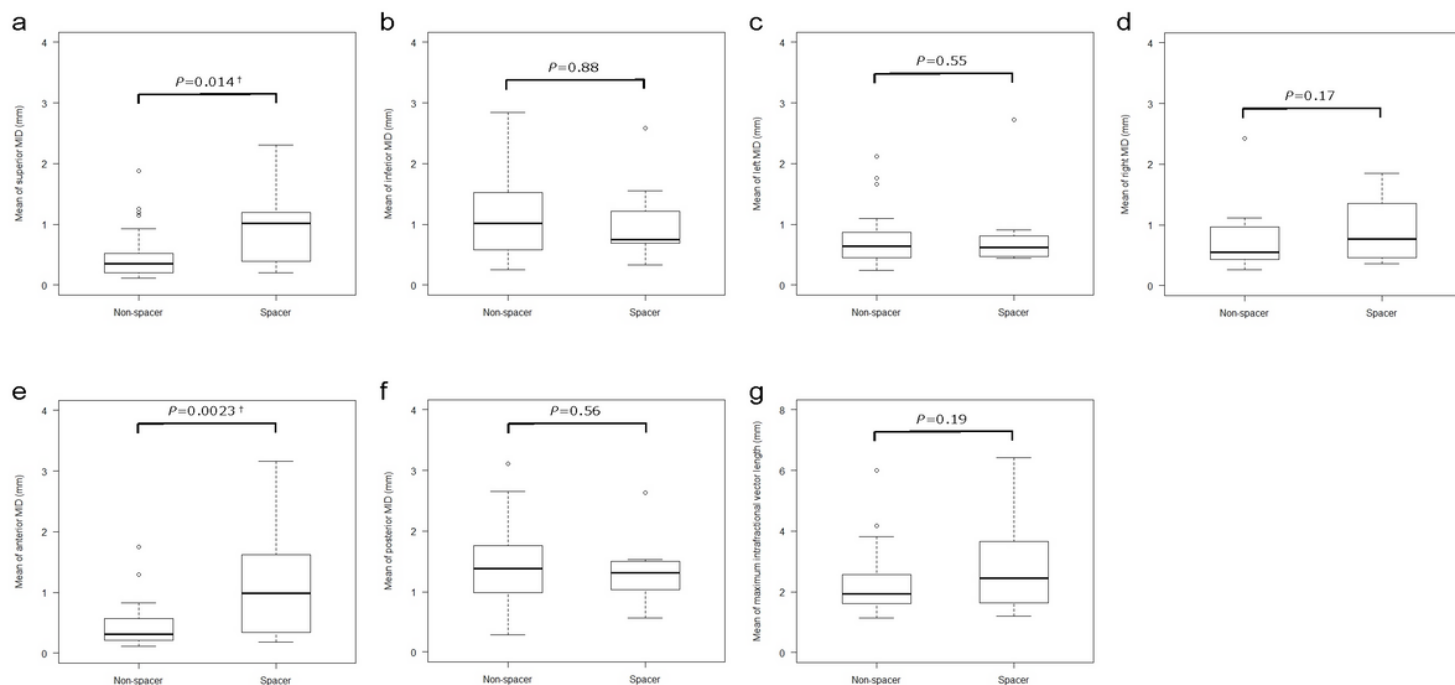 a
P=0.014†
Mean of superior MID (mm)
4
3
2
1
0
Non-spacer Spacer
b
P=0.88
Mean of inferior MID (mm)
4
3
2
1
0
Non-spacer Spacer
c
P=0.55
Mean of left MID (mm)
4
3
2
1
0
Non-spacer Spacer
d
P=0.17
Mean of right MID (mm)
4
3
2
1
0
Non-spacer Spacer
e
P=0.0023†
Mean of anterior MID (mm)
4
3
2
1
0
Non-spacer Spacer
f
P=0.56
Mean of posterior MID (mm)
4
3
2
1
0
Non-spacer Spacer
g
P=0.19
Mean of maximum intrafractional vector length (mm)
8
6
4
2
0
Non-spacer Spacer